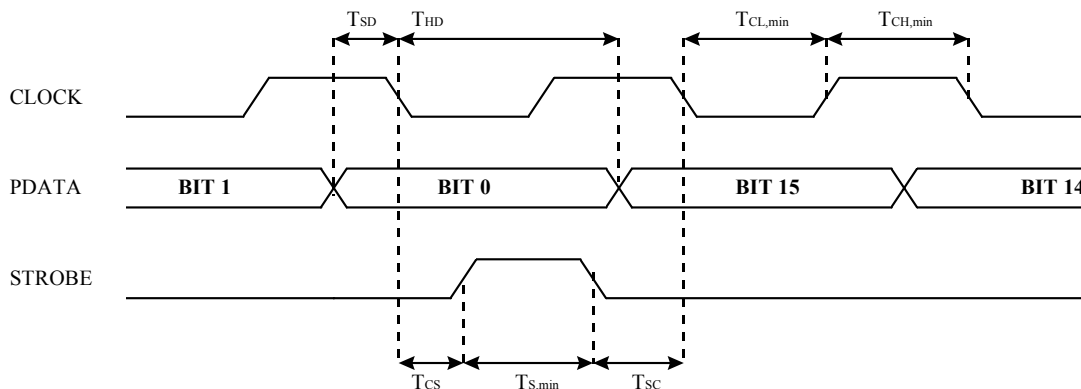 TSD THD TCL,min TCH,min
CLOCK
PDATA BIT 1 BIT 0 BIT 15 BIT 14
STROBE
TCS TS,min TSC